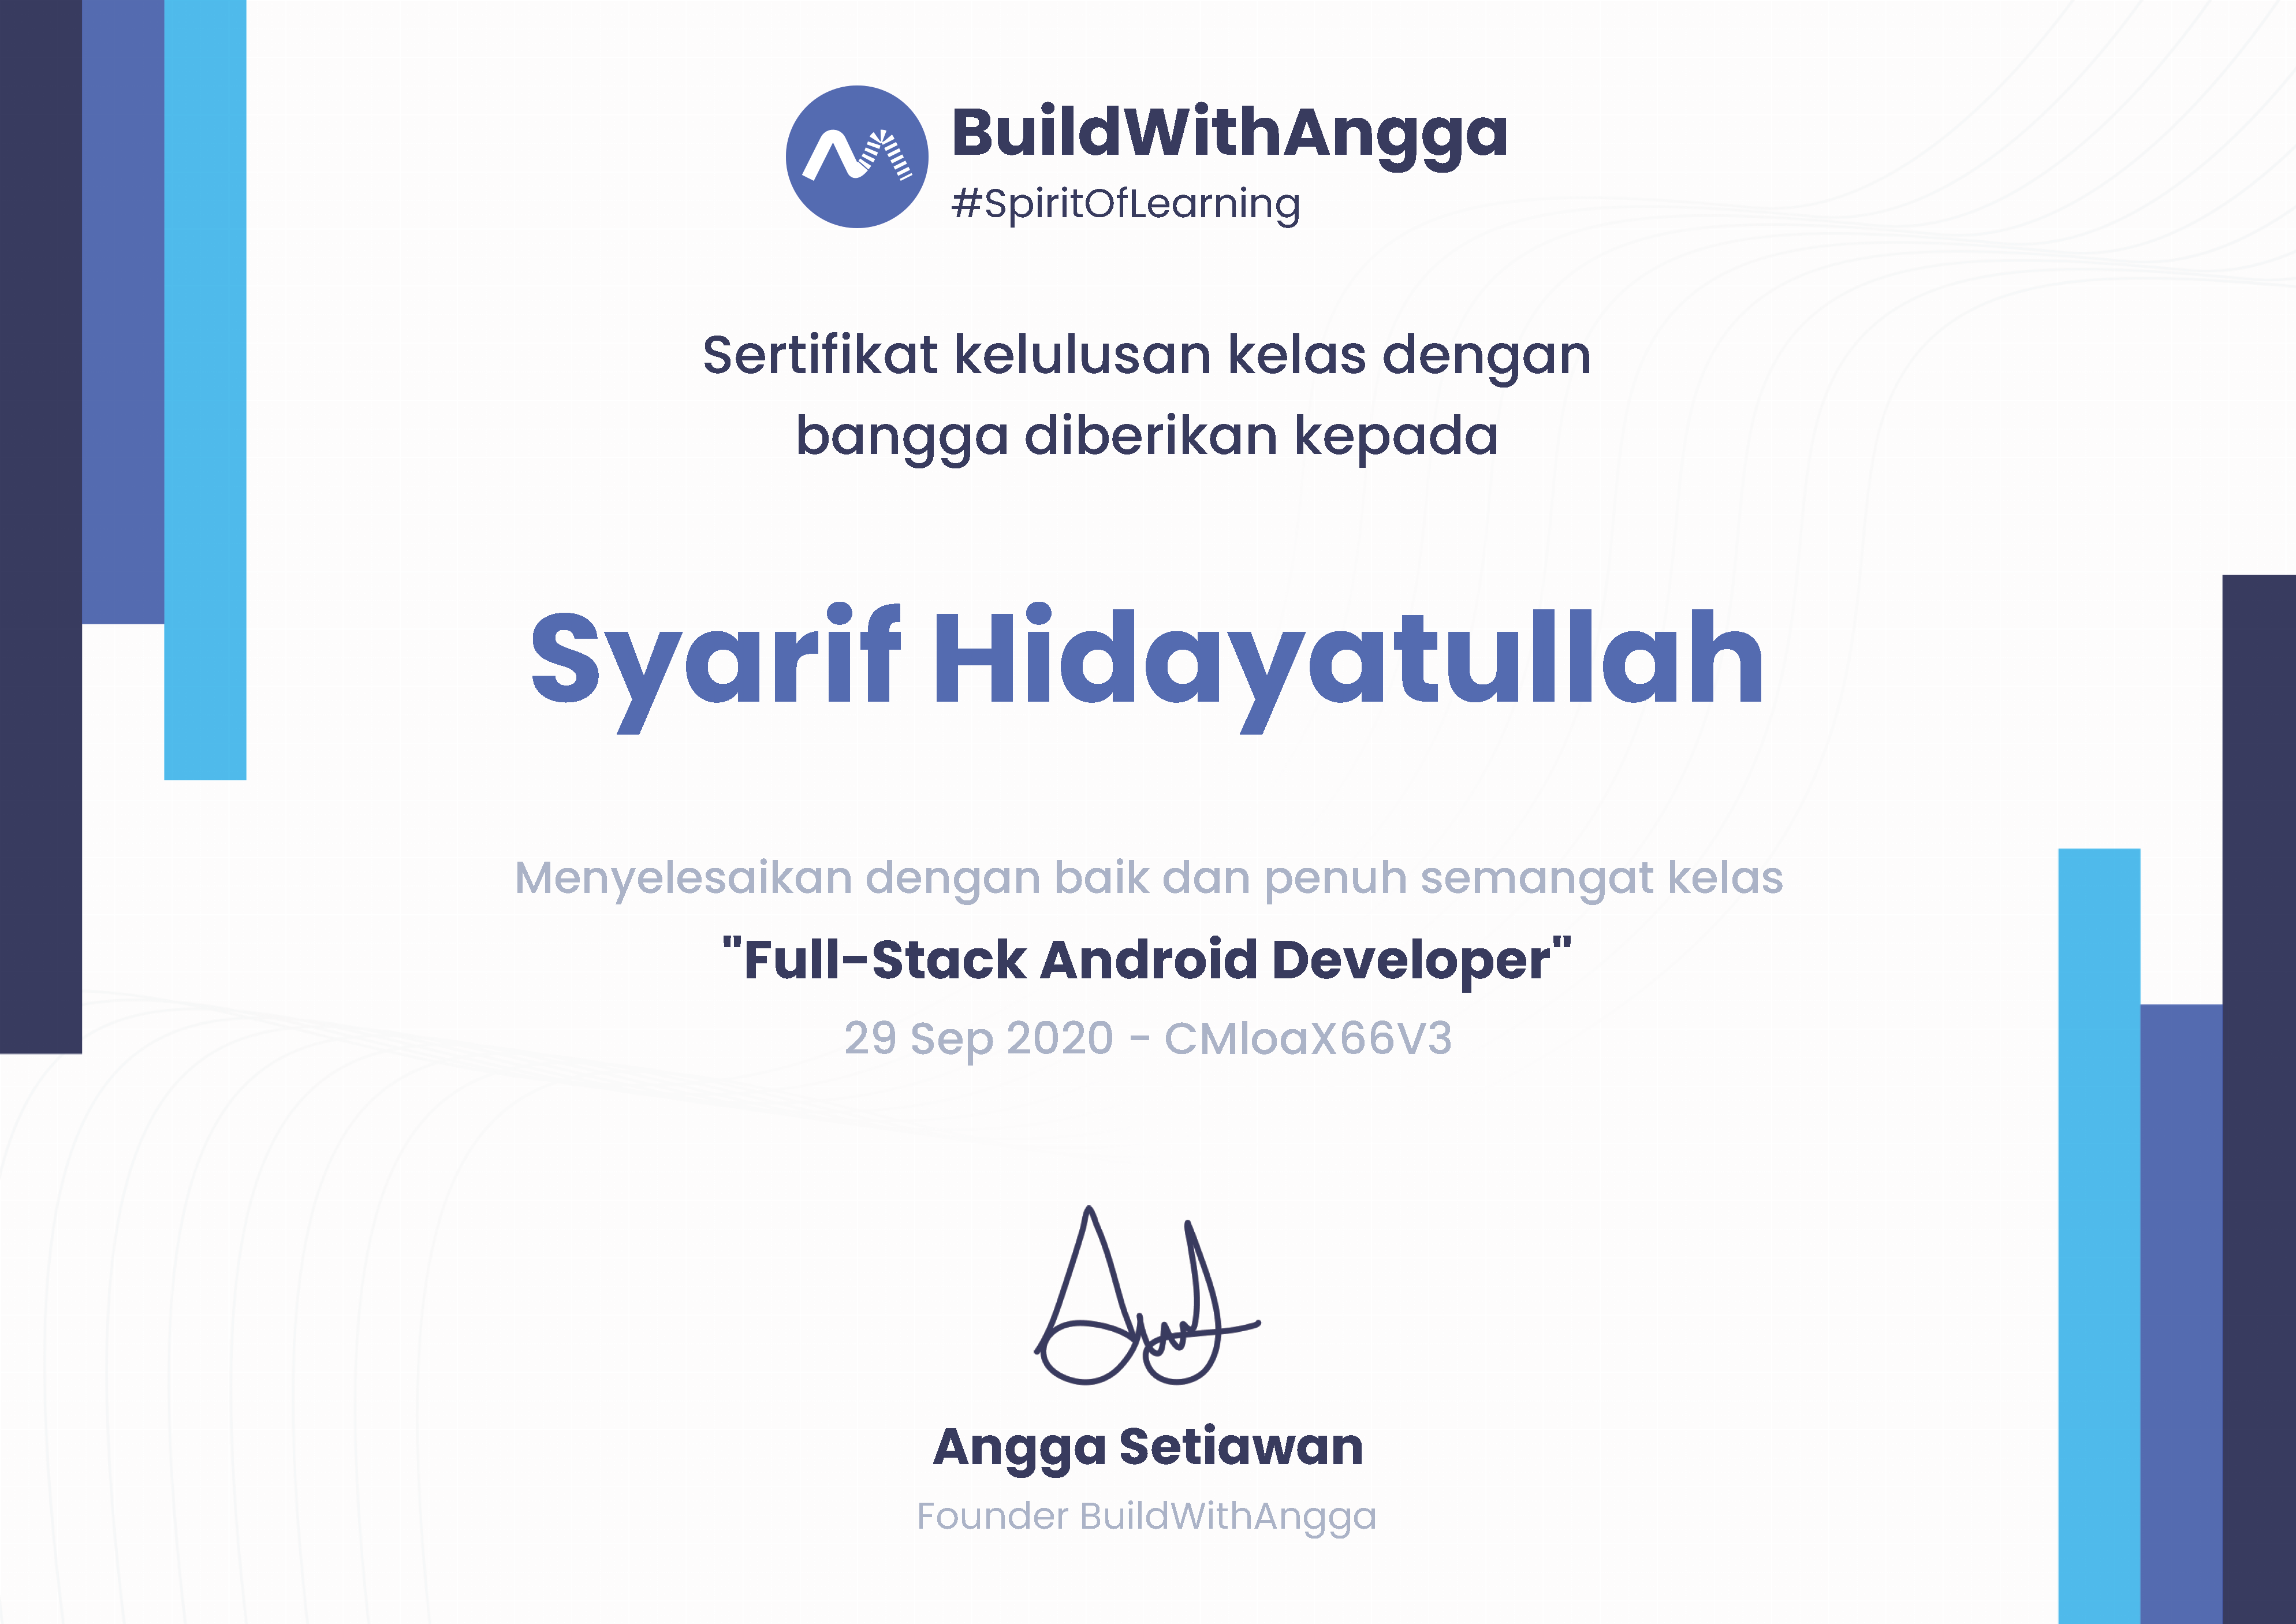 BuildWithAngga
#SpiritOfLearning
Sertifikat kelulusan kelas dengan
bangga diberikan kepada
Syarif Hidayatullah
Menyelesaikan dengan baik dan penuh semangat kelas
"Full-Stack Android Developer"
29 Sep 2020 - CMloaX66V3
Angga Setiawan
Founder BuildWithAngga